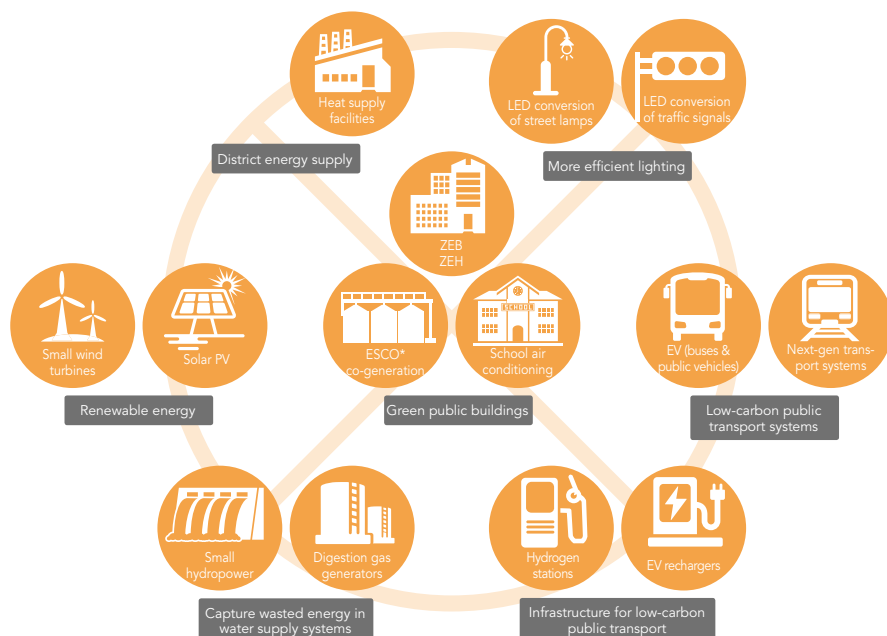 Heat supply
facilities
District energy supply
LED conversion
of street lamps
LED conversion
of traffic signals
More efficient lighting
ZEB
ZEH
Small wind
turbines
Solar PV
Renewable energy
ESCO*
co-generation
SCHOOL
School air
conditioning
Green public buildings
EV (buses &
public vehicles)
Next-gen trans-
port systems
Low-carbon public
transport systems
Small
hydropower
Digestion gas
generators
Capture wasted energy in
water supply systems
Hydrogen
stations
EV rechargers
Infrastructure for low-carbon
public transport